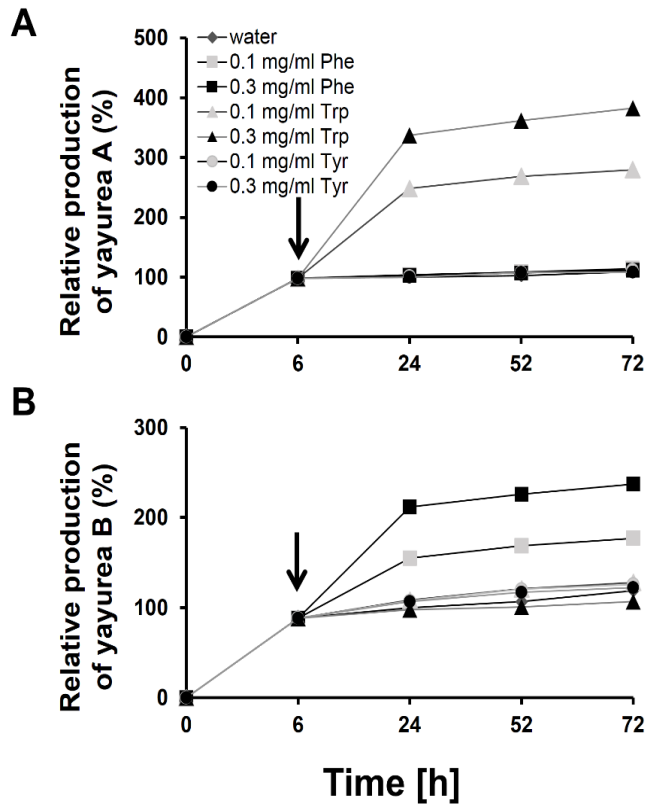 A
Relative production
of yayurea A (%)
500
400
300
200
100
0
water
0.1 mg/ml Phe
0.3 mg/ml Phe
0.1 mg/ml Trp
0.3 mg/ml Trp
0.1 mg/ml Tyr
0.3 mg/ml Tyr
0 6 24 52 72
B
Relative production
of yayurea B (%)
300
200
100
0
0 6 24 52 72
Time [h]